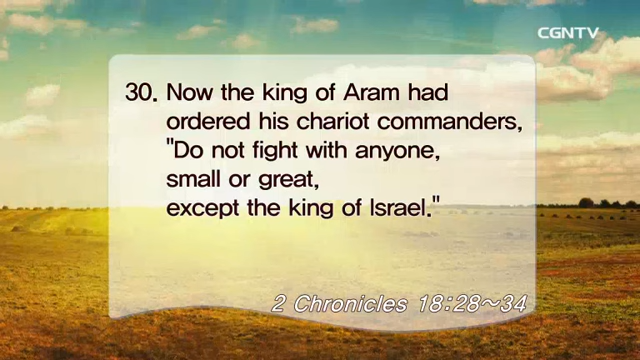 CGNTV
30. Now the king of Aram had
ordered his chariot commanders,
"Do not fight with anyone,
small or great,
except the king of Israel."
2 Chronicles 18:28~34